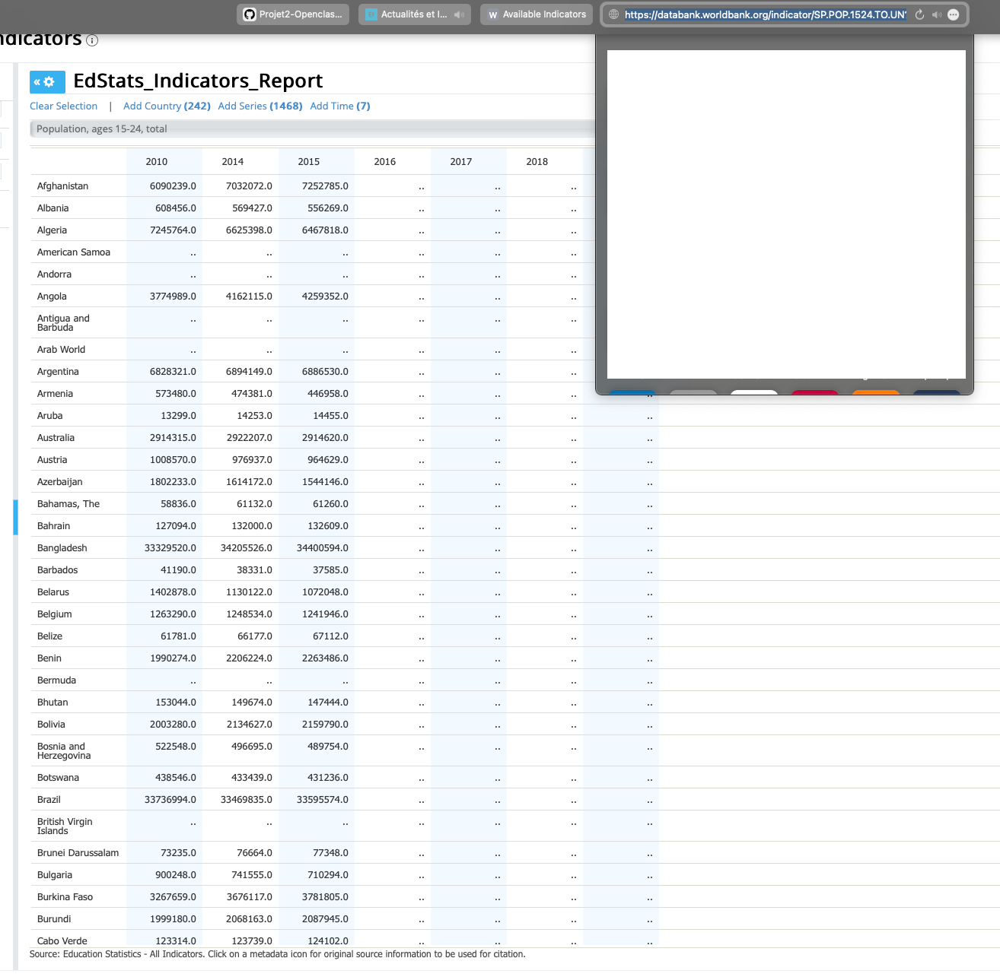 Projet2-Openclas... Actualités et I... W Available Indicators https://databank.worldbank.org/indicator/SP.POP.1524.TO.UN?
ndicators
« EdStats_Indicators_Report
Clear Selection | Add Country (242) Add Series (1468) Add Time (7)
Population, ages 15-24, total
2010 2014 2015 2016 2017 2018
Afghanistan 6090239.0 7032072.0 7252785.0 .. .. ..
Albania 608456.0 569427.0 556269.0 .. .. ..
Algeria 7245764.0 6625398.0 6467818.0 .. .. ..
American Samoa .. .. .. .. .. ..
Andorra .. .. .. .. .. ..
Angola 3774989.0 4162115.0 4259352.0 .. .. ..
Antigua and .. .. .. .. .. ..
Barbuda
Arab World .. .. .. .. .. ..
Argentina 6828321.0 6894149.0 6886530.0 .. .. ..
Armenia 573480.0 474381.0 446958.0 .. .. .. ..
Aruba 13299.0 14253.0 14455.0 .. .. .. ..
Australia 2914315.0 2922207.0 2914620.0 .. .. .. ..
Austria 1008570.0 976937.0 964629.0 .. .. .. ..
Azerbaijan 1802233.0 1614172.0 1544146.0 .. .. .. ..
Bahamas, The 58836.0 61132.0 61260.0 .. .. .. ..
Bahrain 127094.0 132000.0 132609.0 .. .. .. ..
Bangladesh 33329520.0 34205526.0 34400594.0 .. .. .. ..
Barbados 41190.0 38331.0 37585.0 .. .. .. ..
Belarus 1402878.0 1130122.0 1072048.0 .. .. .. ..
Belgium 1263290.0 1248534.0 1241946.0 .. .. .. ..
Belize 61781.0 66177.0 67112.0 .. .. .. ..
Benin 1990274.0 2206224.0 2263486.0 .. .. .. ..
Bermuda .. .. .. .. .. .. ..
Bhutan 153044.0 149674.0 147444.0 .. .. .. ..
Bolivia 2003280.0 2134627.0 2159790.0 .. .. .. ..
Bosnia and 522548.0 496695.0 489754.0 .. .. .. ..
Herzegovina
Botswana 438546.0 433439.0 431236.0 .. .. .. ..
Brazil 33736994.0 33469835.0 33595574.0 .. .. .. ..
British Virgin .. .. .. .. .. .. ..
Islands
Brunei Darussalam 73235.0 76664.0 77348.0 .. .. .. ..
Bulgaria 900248.0 741555.0 710294.0 .. .. .. ..
Burkina Faso 3267659.0 3676117.0 3781805.0 .. .. .. ..
Burundi 1999180.0 2068163.0 2087945.0 .. .. .. ..
Cabo Verde 123314.0 123739.0 124102.0 .. .. .. ..
Source: Education Statistics - All Indicators. Click on a metadata icon for original source information to be used for citation.